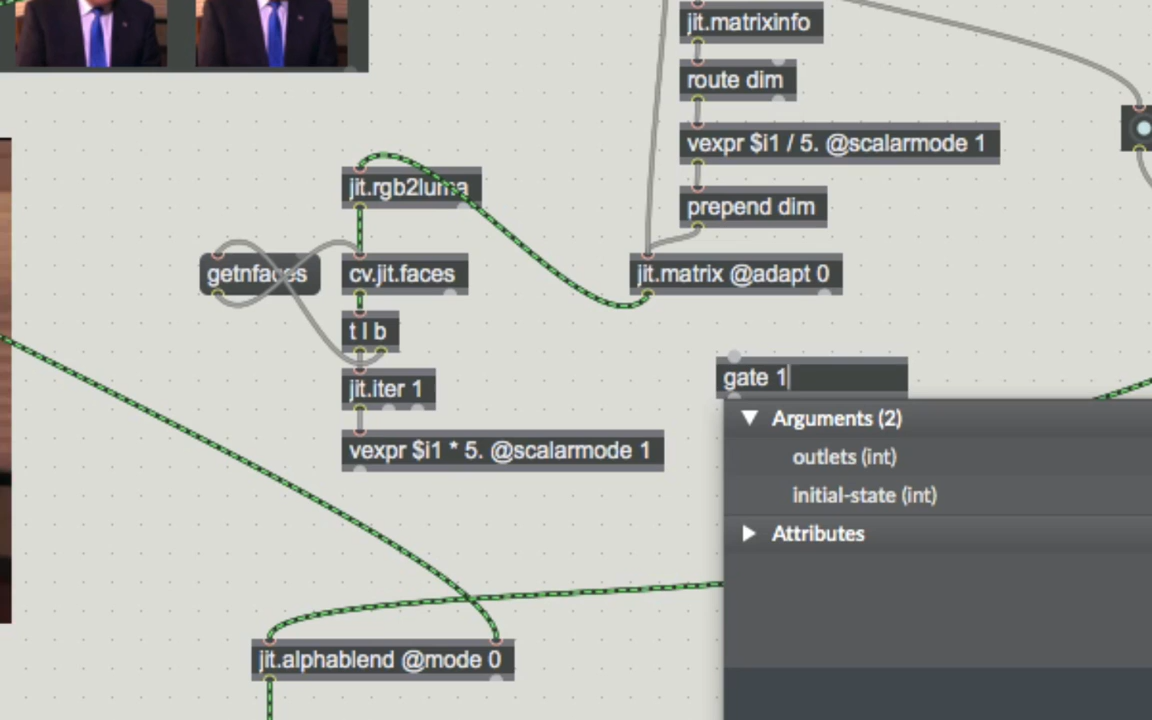 jit.matrixinfo
route dim
vexpr $i1 / 5. @scalarmode 1
jit.rgb2luma
prepend dim
getnfaces
cv.jit.faces
jit.matrix @adapt 0
t l b
gate 1
jit.iter 1
Arguments (2)
vexpr $i1 * 5. @scalarmode 1
outlets (int)
initial-state (int)
Attributes
jit.alphablend @mode 0